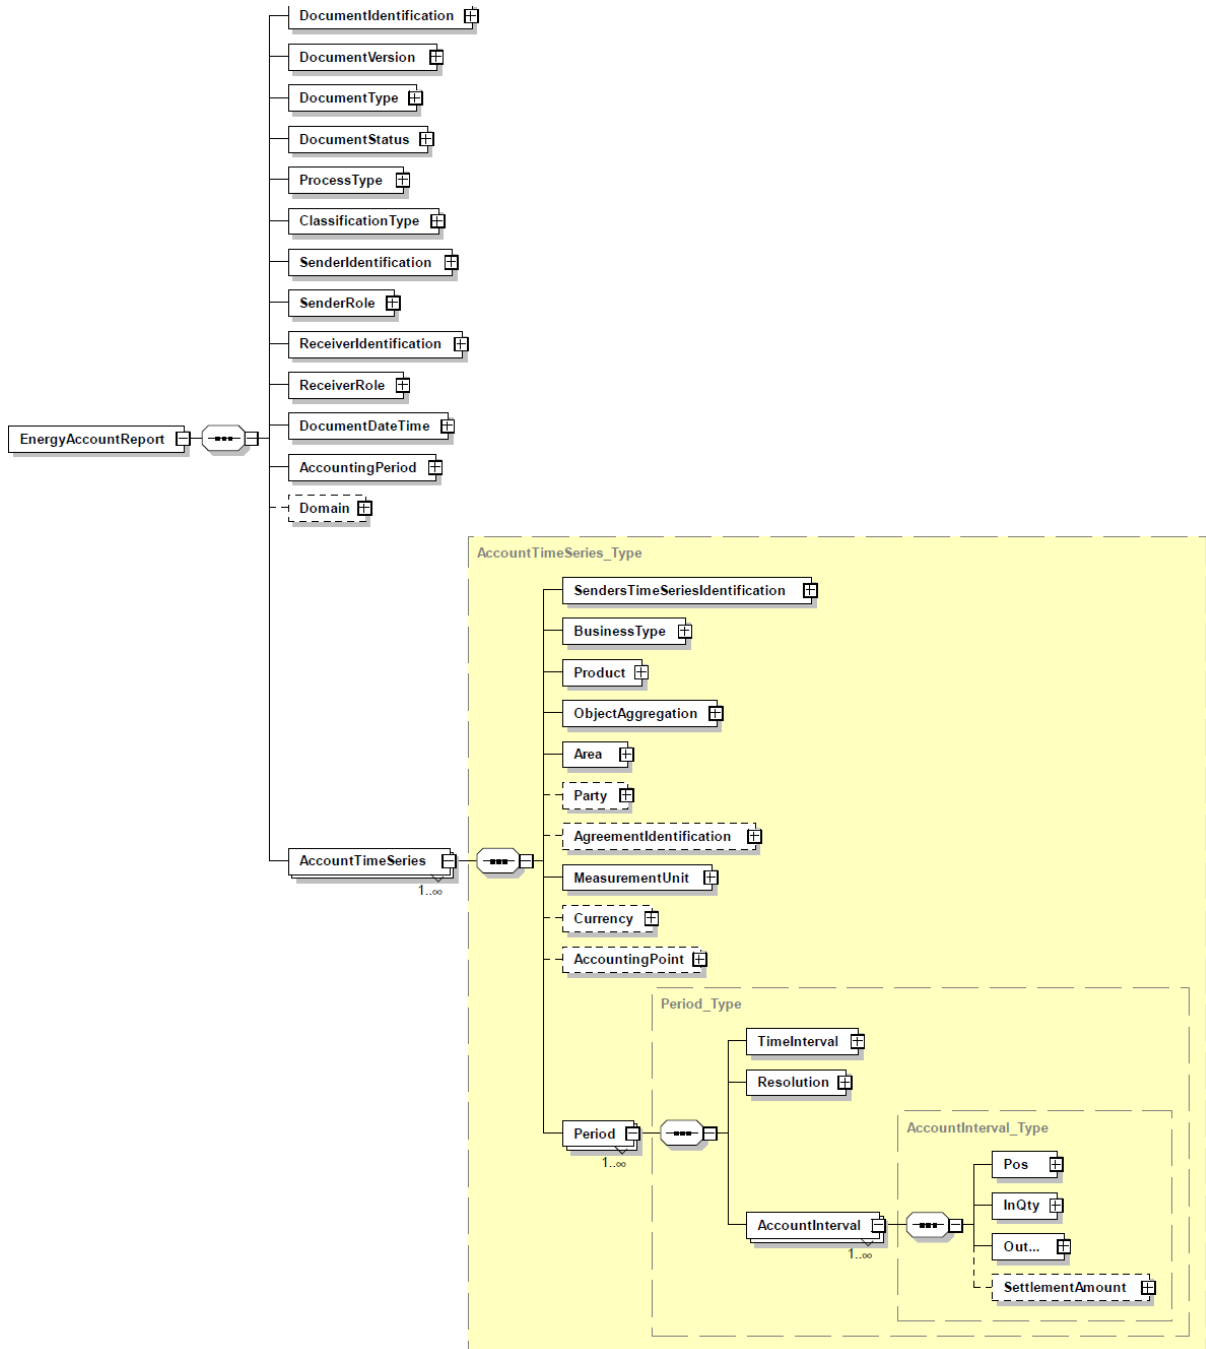 DocumentIdentification
DocumentVersion
DocumentType
DocumentStatus
ProcessType
ClassificationType
SenderIdentification
SenderRole
ReceiverIdentification
ReceiverRole
DocumentDateTime
EnergyAccountReport
AccountingPeriod
Domain
AccountTimeSeries_Type
SendersTimeSeriesIdentification
BusinessType
Product
ObjectAggregation
Area
Party
AgreementIdentification
AccountTimeSeries
1..∞
MeasurementUnit
Currency
AccountingPoint
Period_Type
TimeInterval
Resolution
Period
1..∞
AccountInterval_Type
Pos
InQty
AccountInterval
1..∞
Out...
SettlementAmount